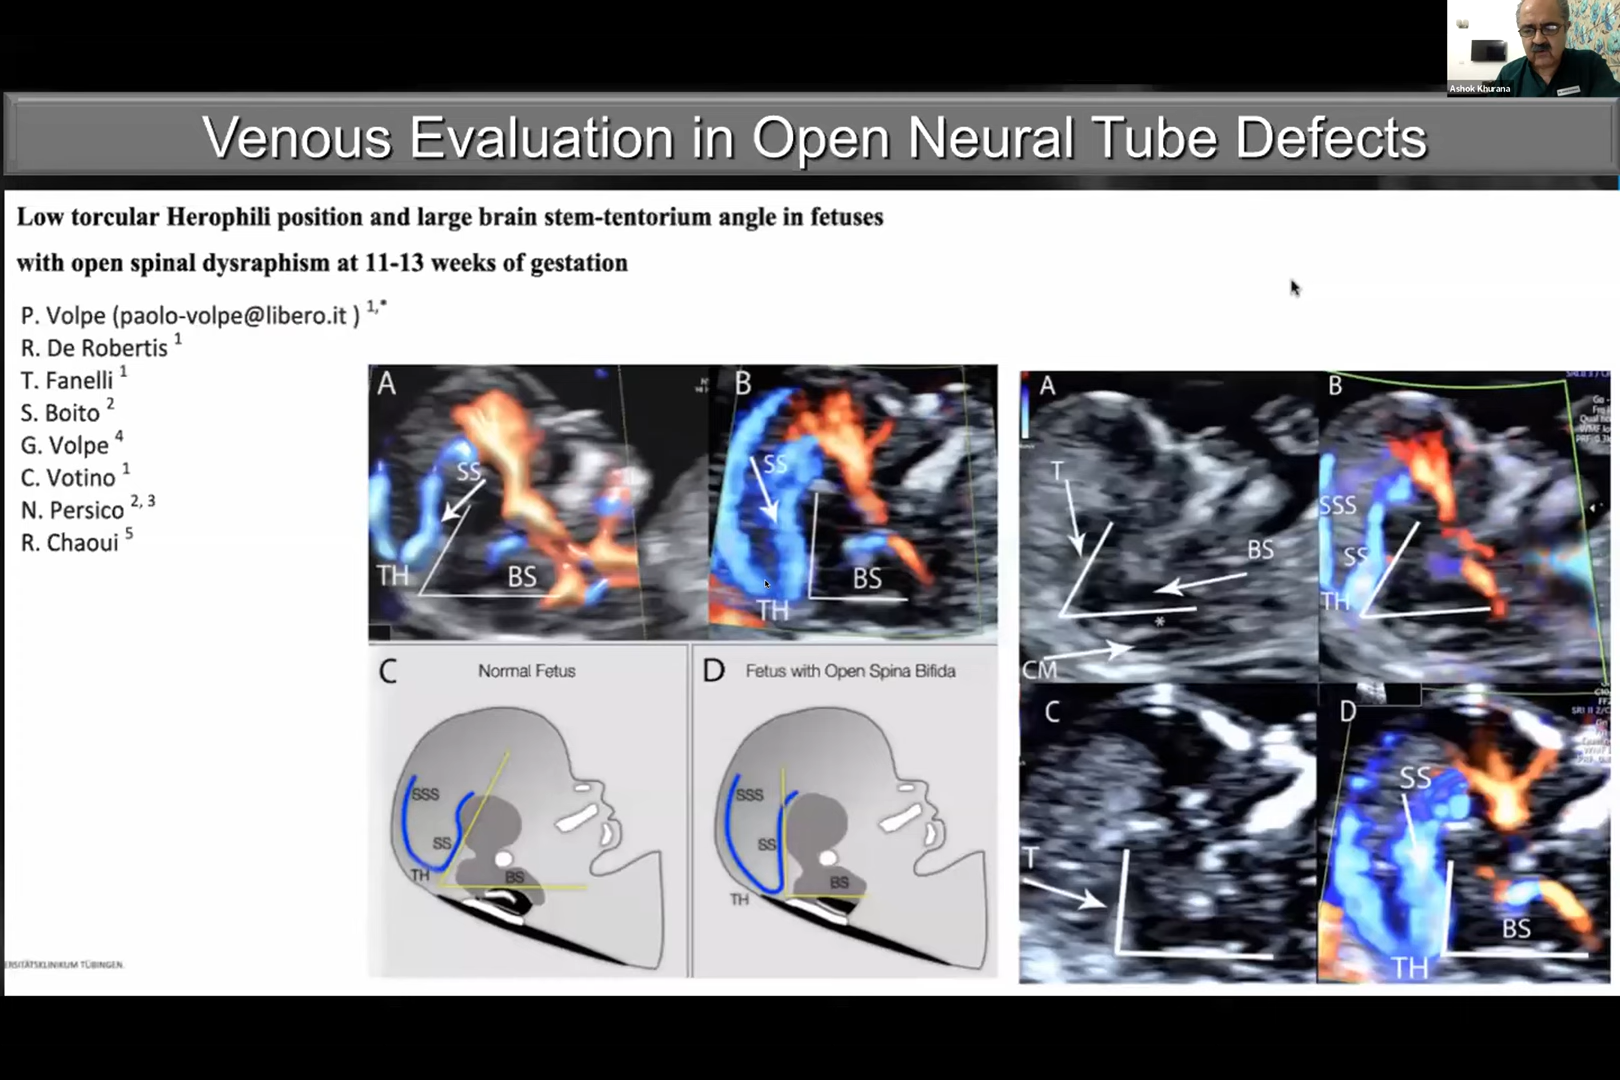 Ashok Khurana
Venous Evaluation in Open Neural Tube Defects
Low torcular Herophili position and large brain stem-tentorium angle in fetuses
with open spinal dysraphism at 11-13 weeks of gestation
P. Volpe (paolo-volpe@libero.it ) 1,*
R. De Robertis 1
T. Fanelli 1
S. Boito 2
G. Volpe 4
C. Votino 1
N. Persico 2, 3
R. Chaoui 5
A
SS
TH
BS
B
SS
BS
TH
C
Normal Fetus
SSS
SS
TH
BS
D
Fetus with Open Spina Bifida
SSS
SS
TH
BS
A
T
BS
*
CM
B
SSS
SS
TH
C
T
D
SS
BS
TH
ERSITÄTSKLINIKUM TÜBINGEN.